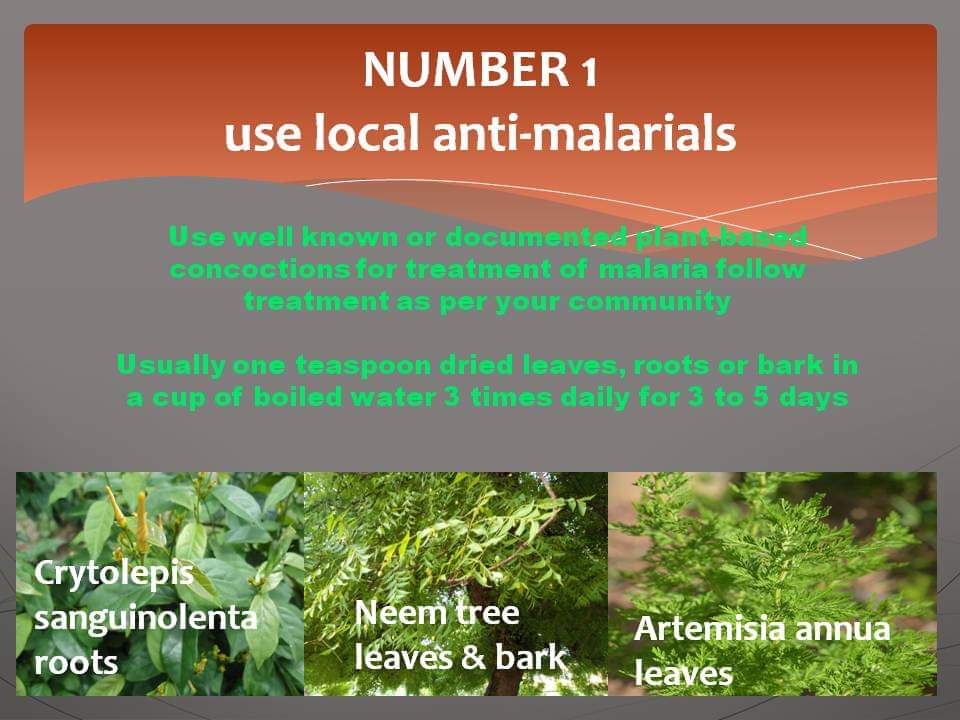 NUMBER 1
use local anti-malarials
Use well known or documented plant-based
concoctions for treatment of malaria follow
treatment as per your community
Usually one teaspoon dried leaves, roots or bark in
a cup of boiled water 3 times daily for 3 to 5 days
Crytolepis
sanguinolenta
roots
Neem tree
leaves & bark
Artemisia annua
leaves